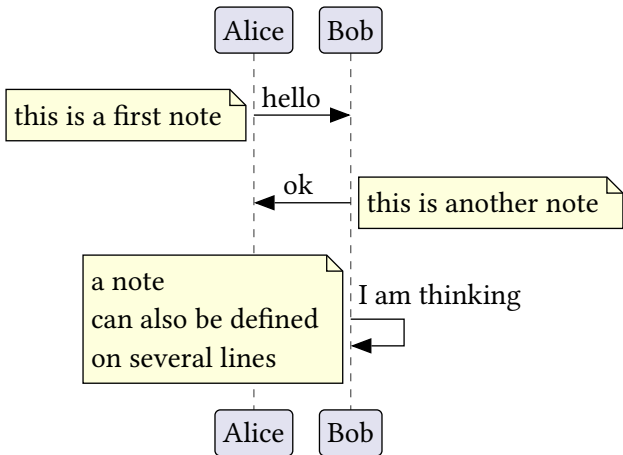 Alice
Bob
this is a first note
hello
ok
this is another note
a note
can also be defined
on several lines
I am thinking
Alice
Bob